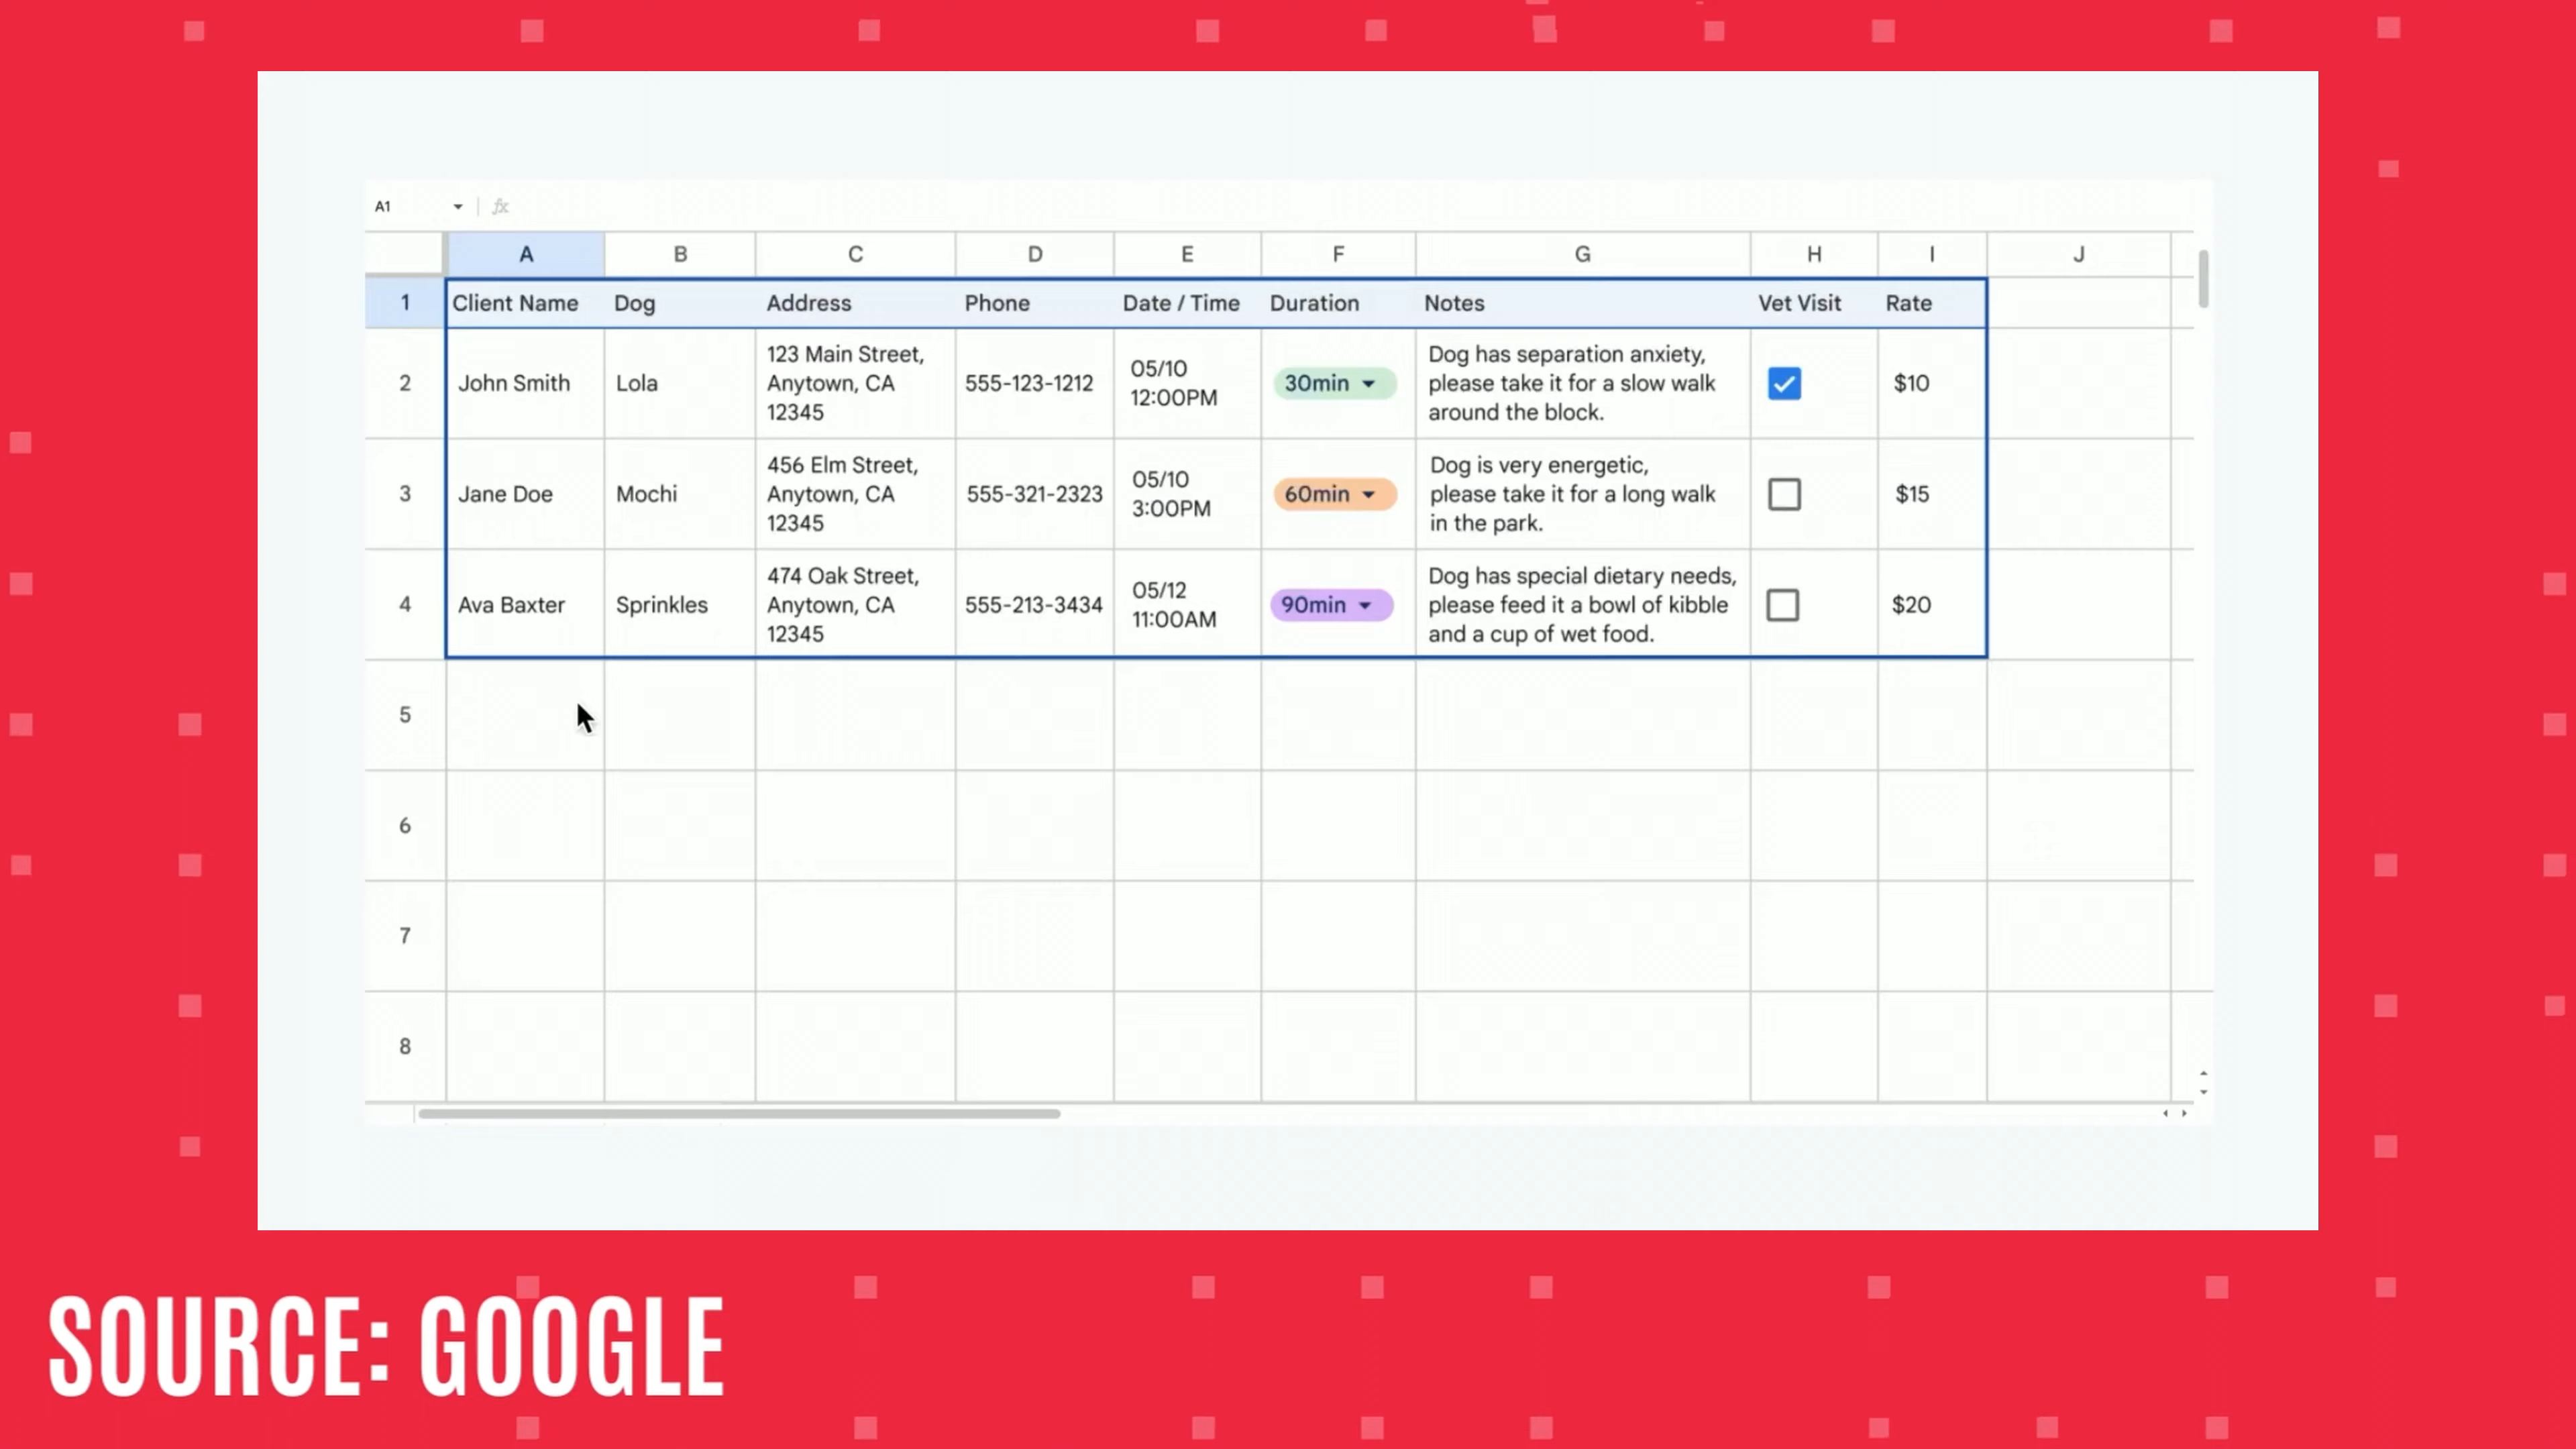 A1
fx
A B C D E F G H I J
1 Client Name Dog Address Phone Date / Time Duration Notes Vet Visit Rate
2 John Smith Lola
123 Main Street,
Anytown, CA
12345
555-123-1212
05/10
12:00PM
30min
Dog has separation anxiety,
please take it for a slow walk
around the block.
$10
3 Jane Doe Mochi
456 Elm Street,
Anytown, CA
12345
555-321-2323
05/10
3:00PM
60min
Dog is very energetic,
please take it for a long walk
in the park.
$15
4 Ava Baxter Sprinkles
474 Oak Street,
Anytown, CA
12345
555-213-3434
05/12
11:00AM
90min
Dog has special dietary needs,
please feed it a bowl of kibble
and a cup of wet food.
$20
5
6
7
8
SOURCE: GOOGLE